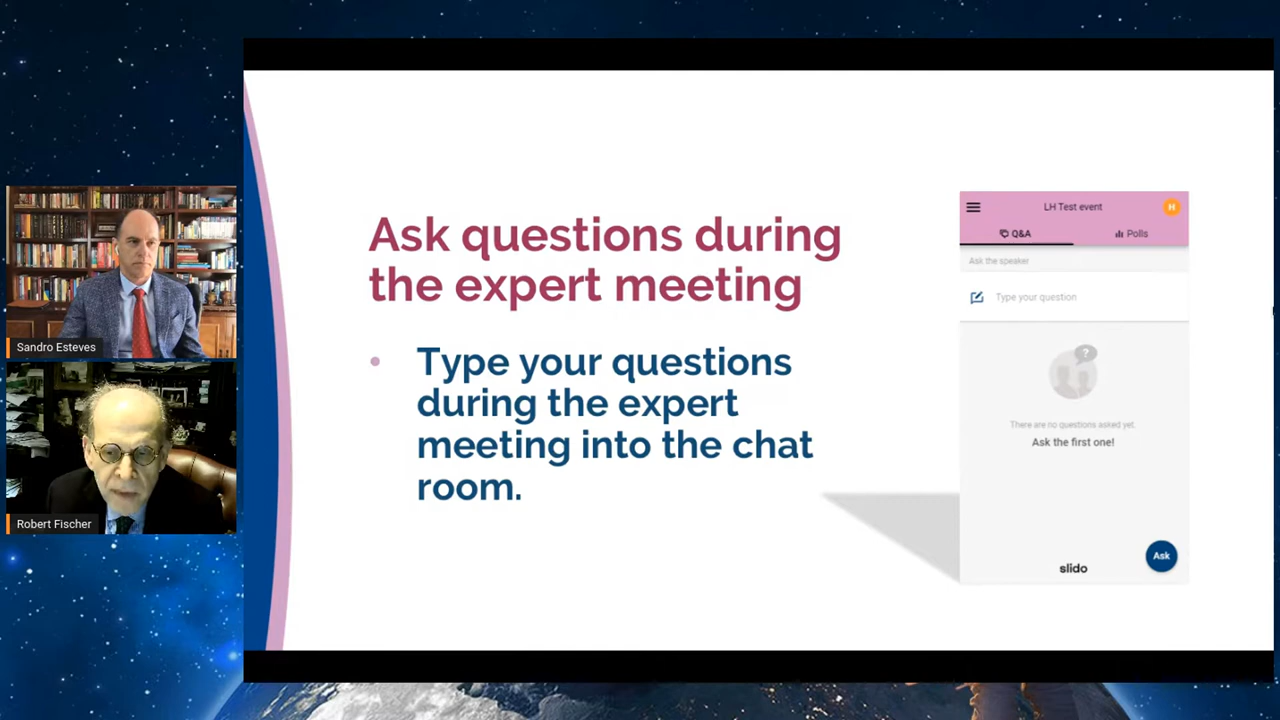 Sandro Esteves
Robert Fischer
Ask questions during
the expert meeting
• Type your questions
during the expert
meeting into the chat
room.
LH Test event
H
Q&A
Polls
Ask the speaker
Type your question
?
There are no questions asked yet.
Ask the first one!
Ask
slido